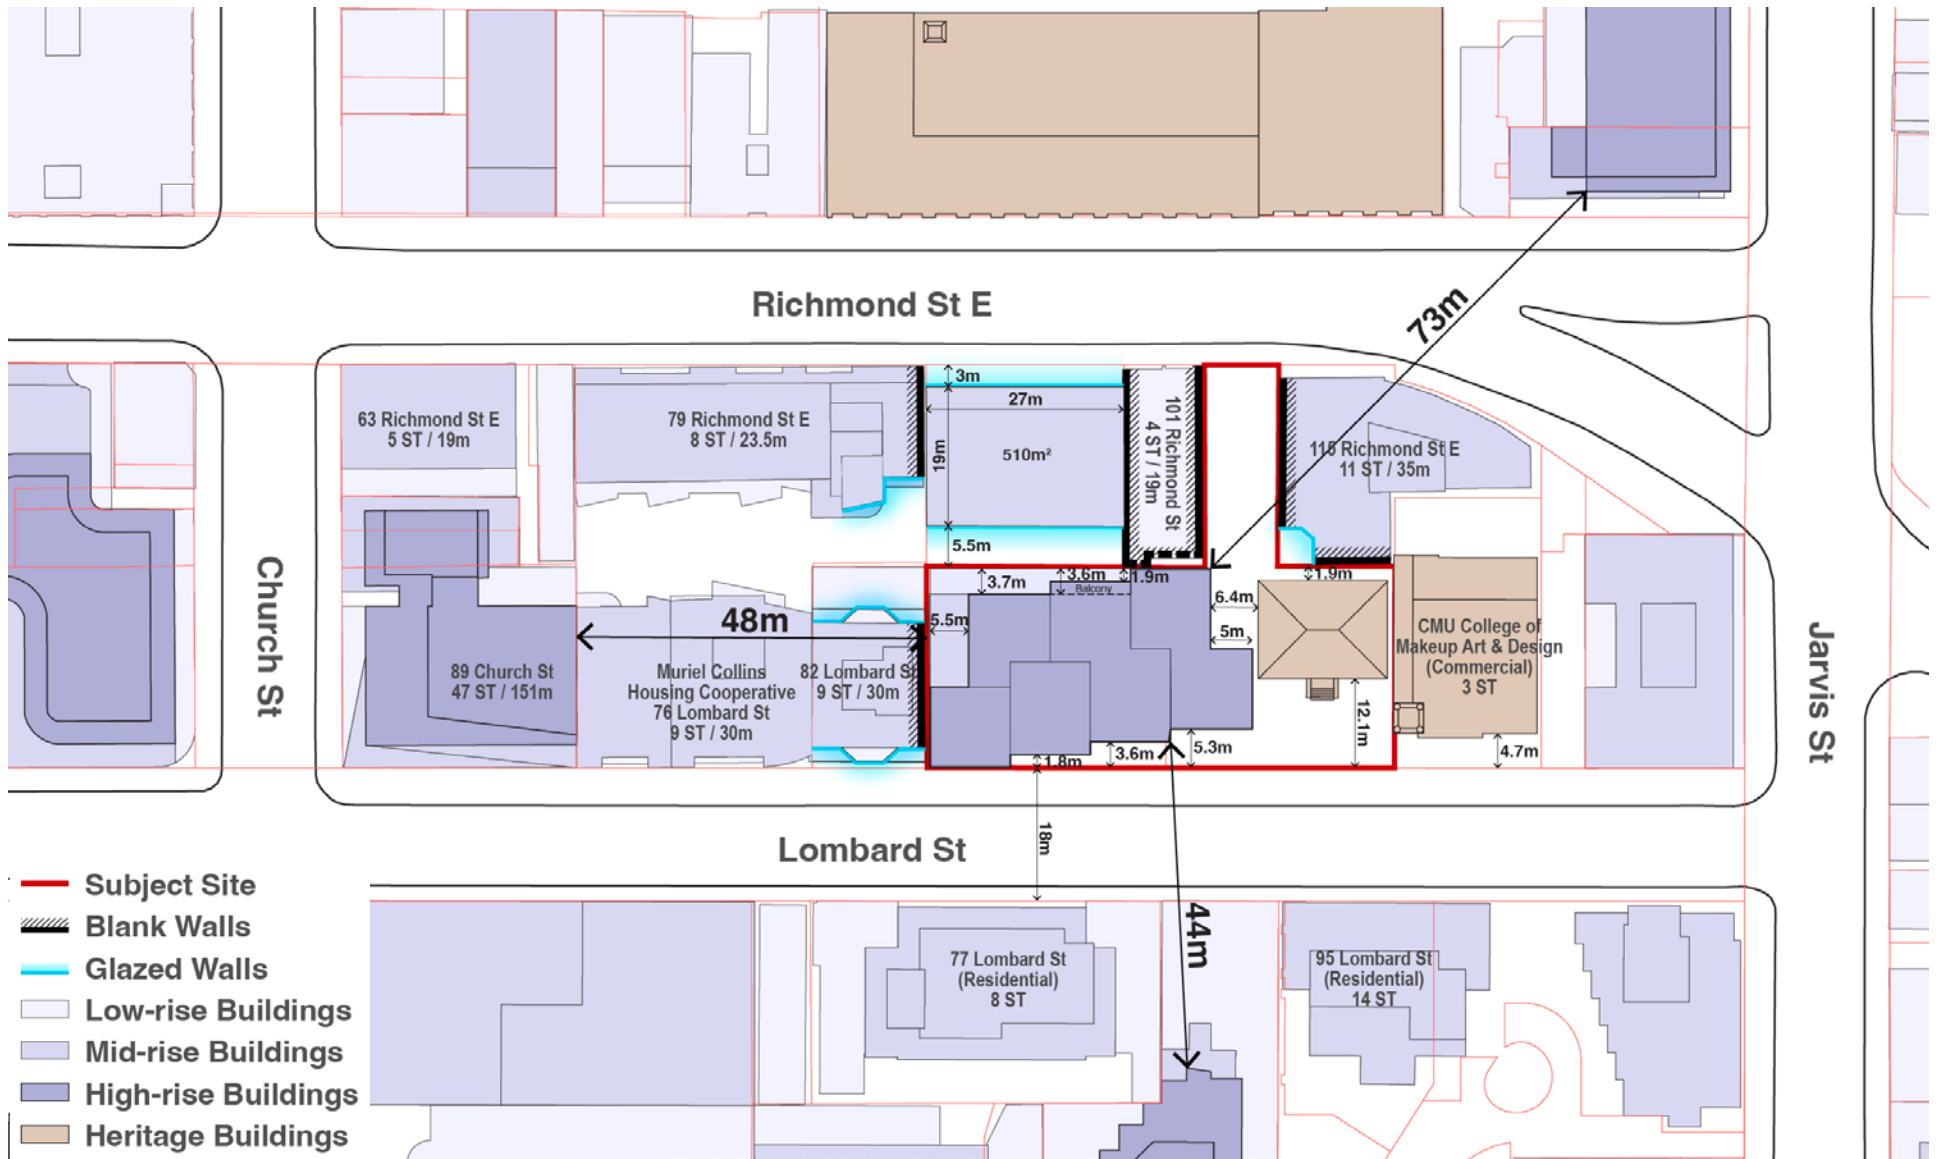 Richmond St E
73m
3m
27m
19m
510m²
5.5m
63 Richmond St E
5 ST / 19m
79 Richmond St E
8 ST / 23.5m
101 Richmond St
4 ST / 19m
115 Richmond St E
11 ST / 35m
Church St
Jarvis St
3.7m
3.6m
Balcony
1.9m
1.9m
6.4m
5m
5.5m
48m
89 Church St
47 ST / 151m
Muriel Collins
Housing Cooperative
76 Lombard St
9 ST / 30m
82 Lombard St
9 ST / 30m
CMU College of
Makeup Art & Design
(Commercial)
3 ST
12.1m
5.3m
3.6m
1.8m
4.7m
18m
Lombard St
44m
77 Lombard St
(Residential)
8 ST
95 Lombard St
(Residential)
14 ST
Subject Site
Blank Walls
Glazed Walls
Low-rise Buildings
Mid-rise Buildings
High-rise Buildings
Heritage Buildings